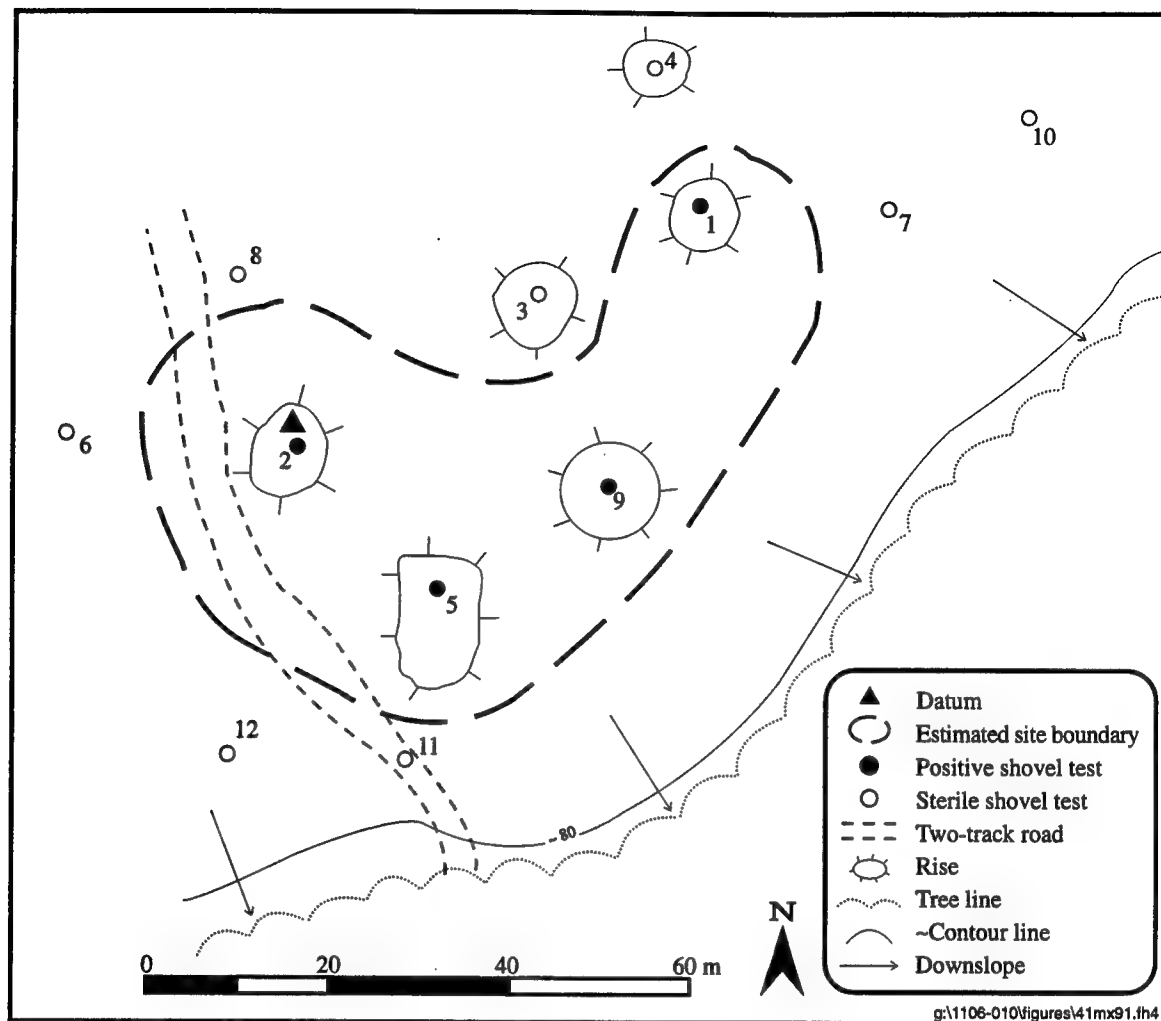 4
10
1
7
8
3
6
2
9
5
12
11
80
Datum
Estimated site boundary
Positive shovel test
Sterile shovel test
Two-track road
Rise
Tree line
~Contour line
Downslope
N
0 20 40 60 m
g:\1106-010\figures\41mx91.fh4